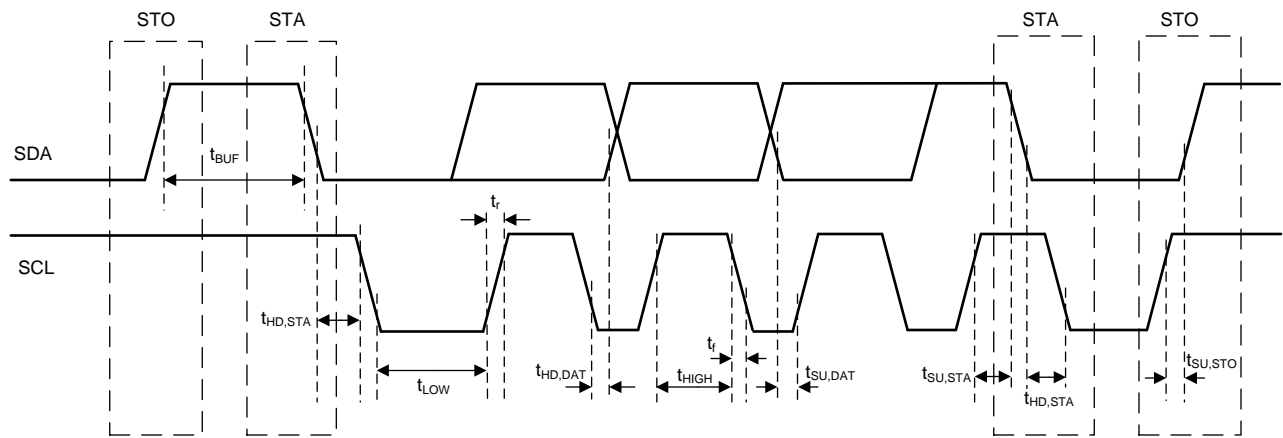 STO STA STA STO
SDA
tBUF
tr
SCL
tHD,STA
tLOW
tHD,DAT
tHIGH
tf
tSU,DAT
tSU,STA
tHD,STA
tSU,STO